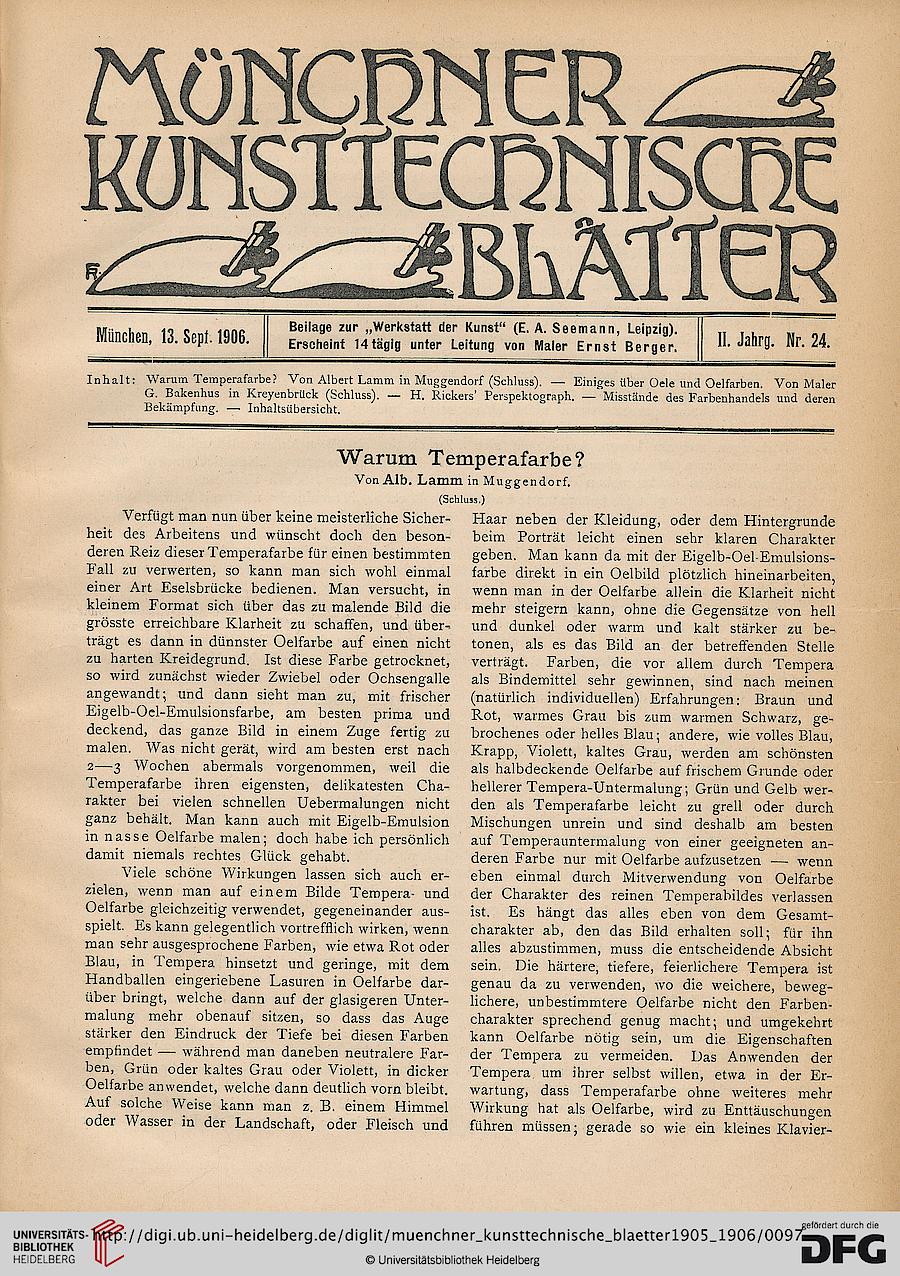 MÜNCHNER
KUNSTTECHNISCHE
BLÄTTER
FR
München, 13. Sept. 1906.
Beilage zur „Werkstatt der Kunst“ (E. A. Seemann, Leipzig).
Erscheint 14 tägig unter Leitung von Maler Ernst Berger.
II. Jahrg. Nr. 24.
Inhalt: Warum Temperafarbe? Von Albert Lamm in Muggendorf (Schluss). — Einiges über Oele und Oelfarben. Von Maler
G. Bakenhus in Kreyenbrück (Schluss). — H. Rickers' Perspektograph. — Misstände des Farbenhandels und deren
Bekämpfung. — Inhaltsübersicht.
Warum Temperafarbe?
Von Alb. Lamm in Muggendorf.
(Schluss.)
Verfügt man nun über keine meisterliche Sicher-
heit des Arbeitens und wünscht doch den beson-
deren Reiz dieser Temperafarbe für einen bestimmten
Fall zu verwerten, so kann man sich wohl einmal
einer Art Eselsbrücke bedienen. Man versucht, in
kleinem Format sich über das zu malende Bild die
grösste erreichbare Klarheit zu schaffen, und über-
trägt es dann in dünnster Oelfarbe auf einen nicht
zu harten Kreidegrund. Ist diese Farbe getrocknet,
so wird zunächst wieder Zwiebel oder Ochsengalle
angewandt; und dann sieht man zu, mit frischer
Eigelb-Oel-Emulsionsfarbe, am besten prima und
deckend, das ganze Bild in einem Zuge fertig zu
malen. Was nicht gerät, wird am besten erst nach
2—3 Wochen abermals vorgenommen, weil die
Temperafarbe ihren eigensten, delikatesten Cha-
rakter bei vielen schnellen Uebermalungen nicht
ganz behält. Man kann auch mit Eigelb-Emulsion
in nasse Oelfarbe malen; doch habe ich persönlich
damit niemals rechtes Glück gehabt.
Viele schöne Wirkungen lassen sich auch er-
zielen, wenn man auf einem Bilde Tempera- und
Oelfarbe gleichzeitig verwendet, gegeneinander aus-
spielt. Es kann gelegentlich vortrefflich wirken, wenn
man sehr ausgesprochene Farben, wie etwa Rot oder
Blau, in Tempera hinsetzt und geringe, mit dem
Handballen eingeriebene Lasuren in Oelfarbe dar-
über bringt, welche dann auf der glasigeren Unter-
malung mehr obenauf sitzen, so dass das Auge
stärker den Eindruck der Tiefe bei diesen Farben
empfindet — während man daneben neutralere Far-
ben, Grün oder kaltes Grau oder Violett, in dicker
Oelfarbe anwendet, welche dann deutlich vorn bleibt.
Auf solche Weise kann man z. B. einem Himmel
oder Wasser in der Landschaft, oder Fleisch und
Haar neben der Kleidung, oder dem Hintergrunde
beim Porträt leicht einen sehr klaren Charakter
geben. Man kann da mit der Eigelb-Oel-Emulsions-
farbe direkt in ein Oelbild plötzlich hineinarbeiten,
wenn man in der Oelfarbe allein die Klarheit nicht
mehr steigern kann, ohne die Gegensätze von hell
und dunkel oder warm und kalt stärker zu be-
tonen, als es das Bild an der betreffenden Stelle
verträgt. Farben, die vor allem durch Tempera
als Bindemittel sehr gewinnen, sind nach meinen
(natürlich individuellen) Erfahrungen: Braun und
Rot, warmes Grau bis zum warmen Schwarz, ge-
brochenes oder helles Blau; andere, wie volles Blau,
Krapp, Violett, kaltes Grau, werden am schönsten
als halbdeckende Oelfarbe auf frischem Grunde oder
hellerer Tempera-Untermalung; Grün und Gelb wer-
den als Temperafarbe leicht zu grell oder durch
Mischungen unrein und sind deshalb am besten
auf Temperauntermalung von einer geeigneten an-
deren Farbe nur mit Oelfarbe aufzusetzen — wenn
eben einmal durch Mitverwendung von Oelfarbe
der Charakter des reinen Temperabildes verlassen
ist. Es hängt das alles eben von dem Gesamt-
charakter ab, den das Bild erhalten soll; für ihn
alles abzustimmen, muss die entscheidende Absicht
sein. Die härtere, tiefere, feierlichere Tempera ist
genau da zu verwenden, wo die weichere, beweg-
lichere, unbestimmtere Oelfarbe nicht den Farben-
charakter sprechend genug macht; und umgekehrt
kann Oelfarbe nötig sein, um die Eigenschaften
der Tempera zu vermeiden. Das Anwenden der
Tempera um ihrer selbst willen, etwa in der Er-
wartung, dass Temperafarbe ohne weiteres mehr
Wirkung hat als Oelfarbe, wird zu Enttäuschungen
führen müssen; gerade so wie ein kleines Klavier-
UNIVERSITÄTS-
BIBLIOTHEK
HEIDELBERG
http://digi.ub.uni-heidelberg.de/diglit/muenchner_kunsttechnische_blaetter1905_1906/0097
© Universitätsbibliothek Heidelberg
gefördert durch die
DFG